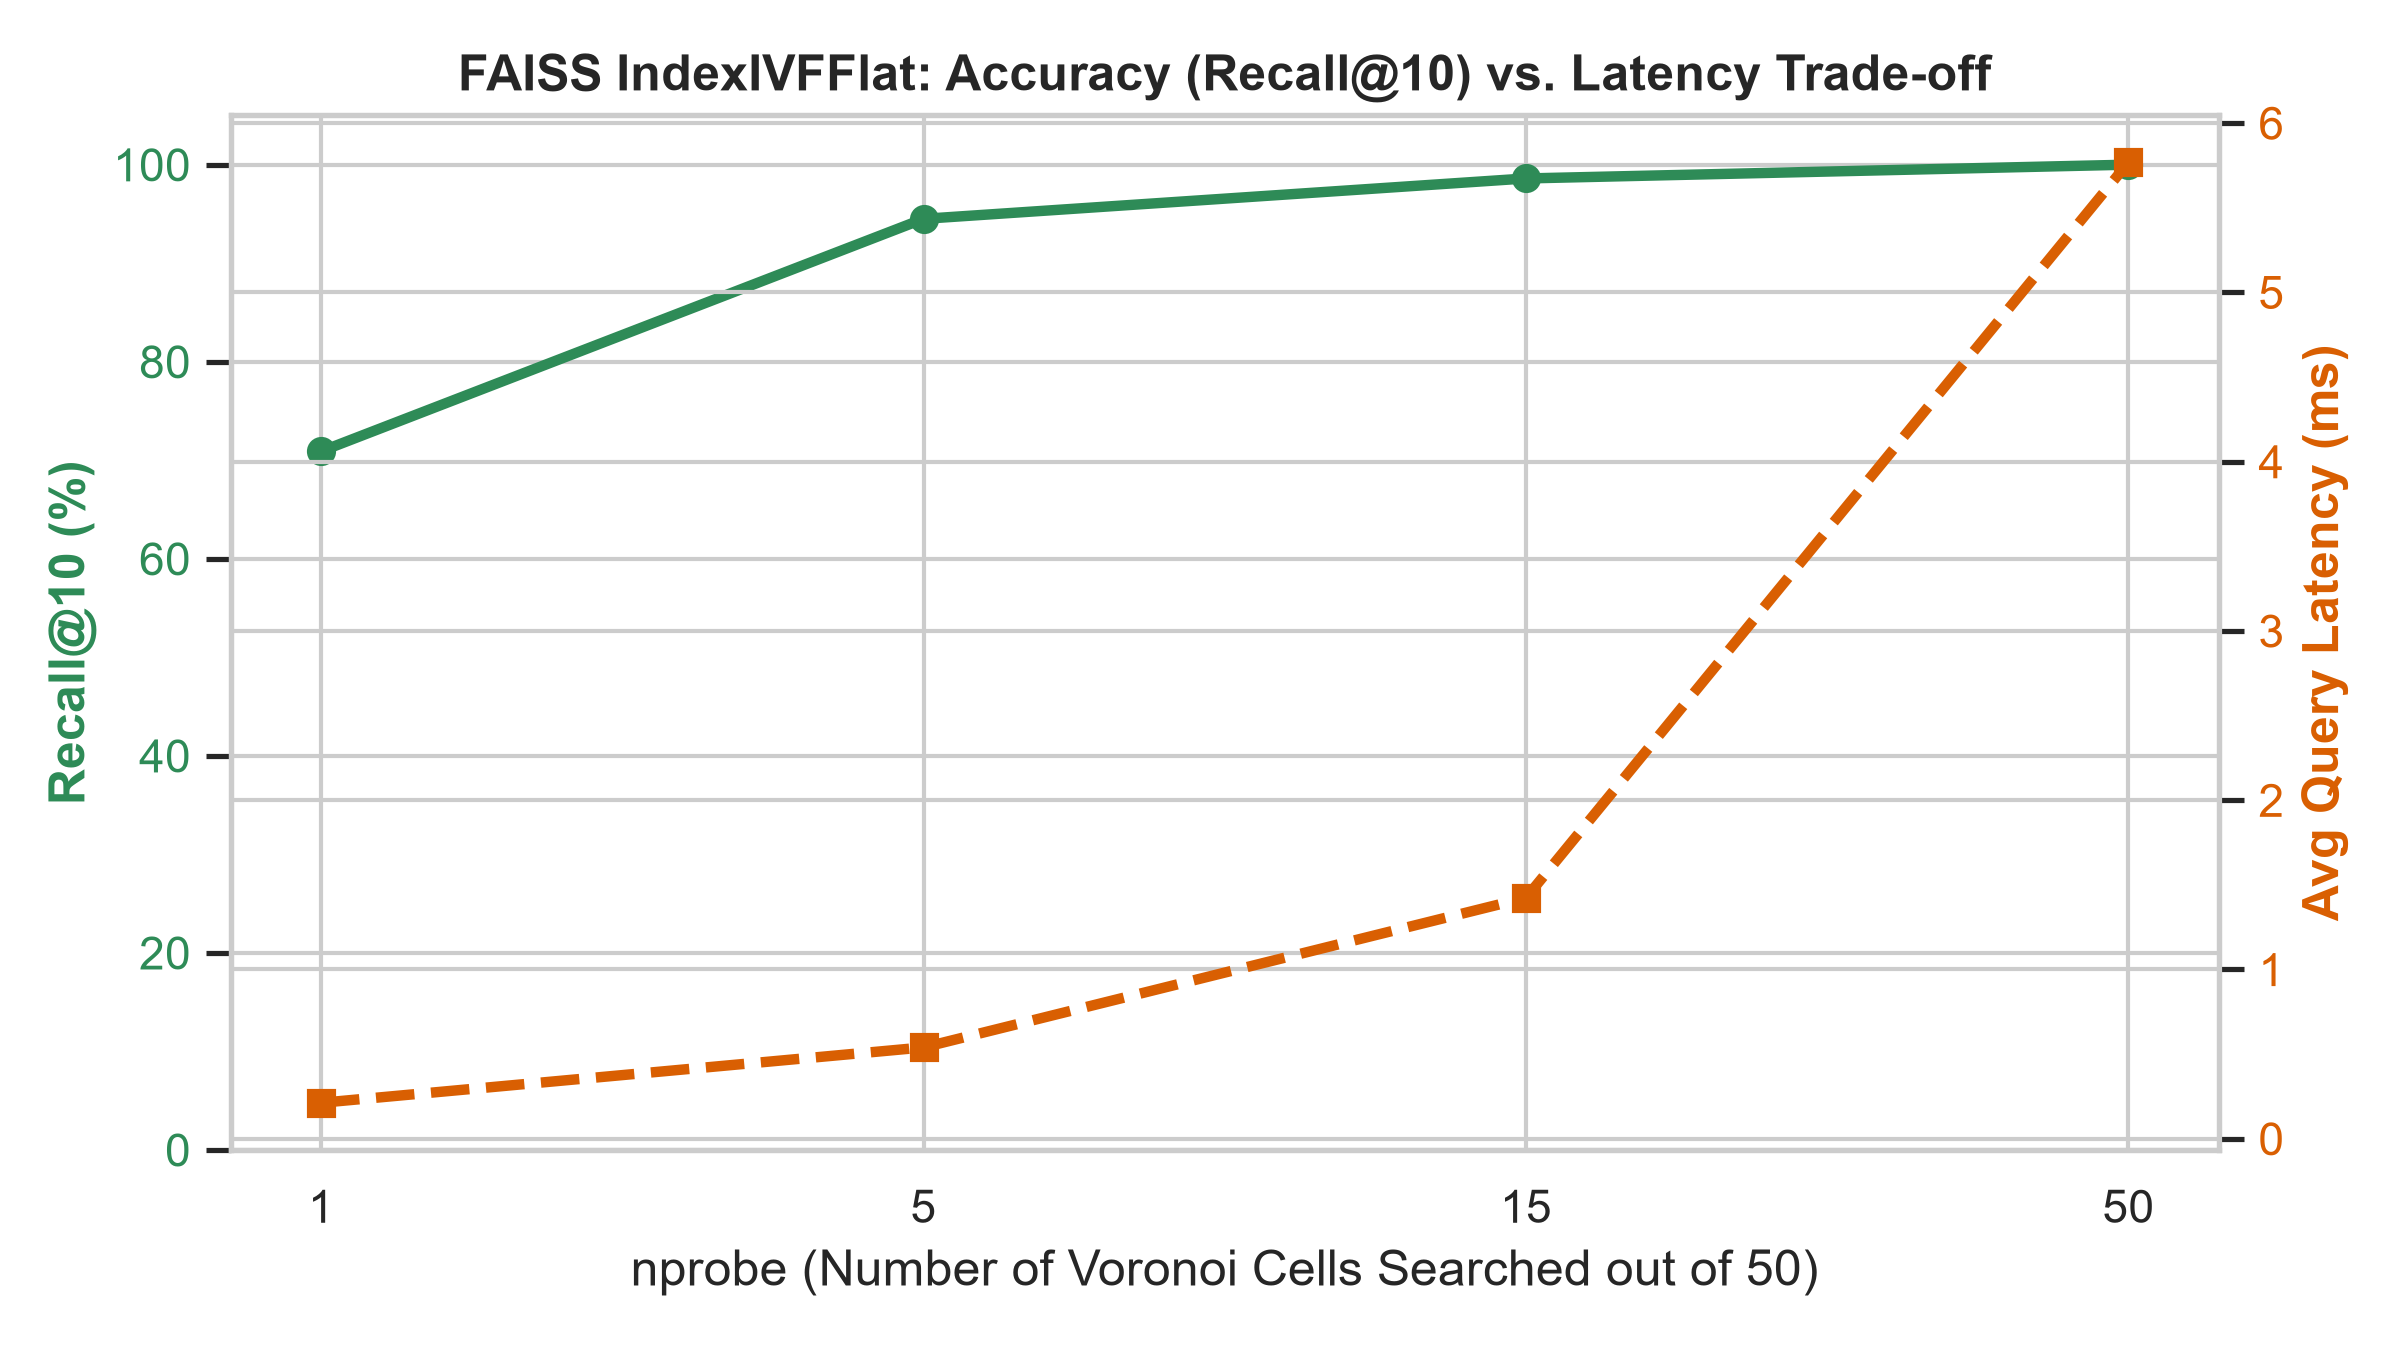 FAISS IndexIVFFlat: Accuracy (Recall@10) vs. Latency Trade-off
Recall@10 (%)
100
80
60
40
20
0
6
5
4
3
2
1
0
Avg Query Latency (ms)
1 5 15 50
nprobe (Number of Voronoi Cells Searched out of 50)